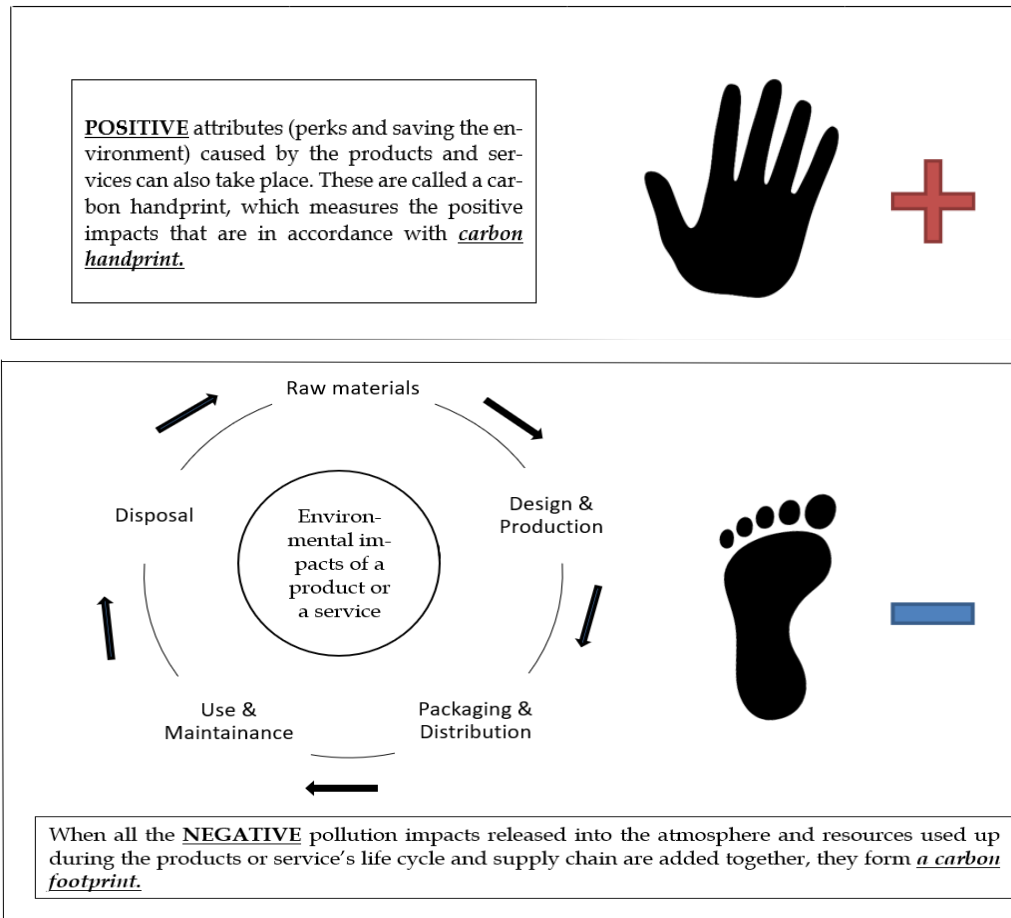 POSITIVE attributes (perks and saving the en-
vironment) caused by the products and ser-
vices can also take place. These are called a car-
bon handprint, which measures the positive
impacts that are in accordance with carbon
handprint.
Raw materials
Design &
Production
Packaging &
Distribution
Use &
Maintainance
Disposal
Environ-
mental im-
pacts of a
product or
a service
When all the NEGATIVE pollution impacts released into the atmosphere and resources used up
during the products or service's life cycle and supply chain are added together, they form a carbon
footprint.